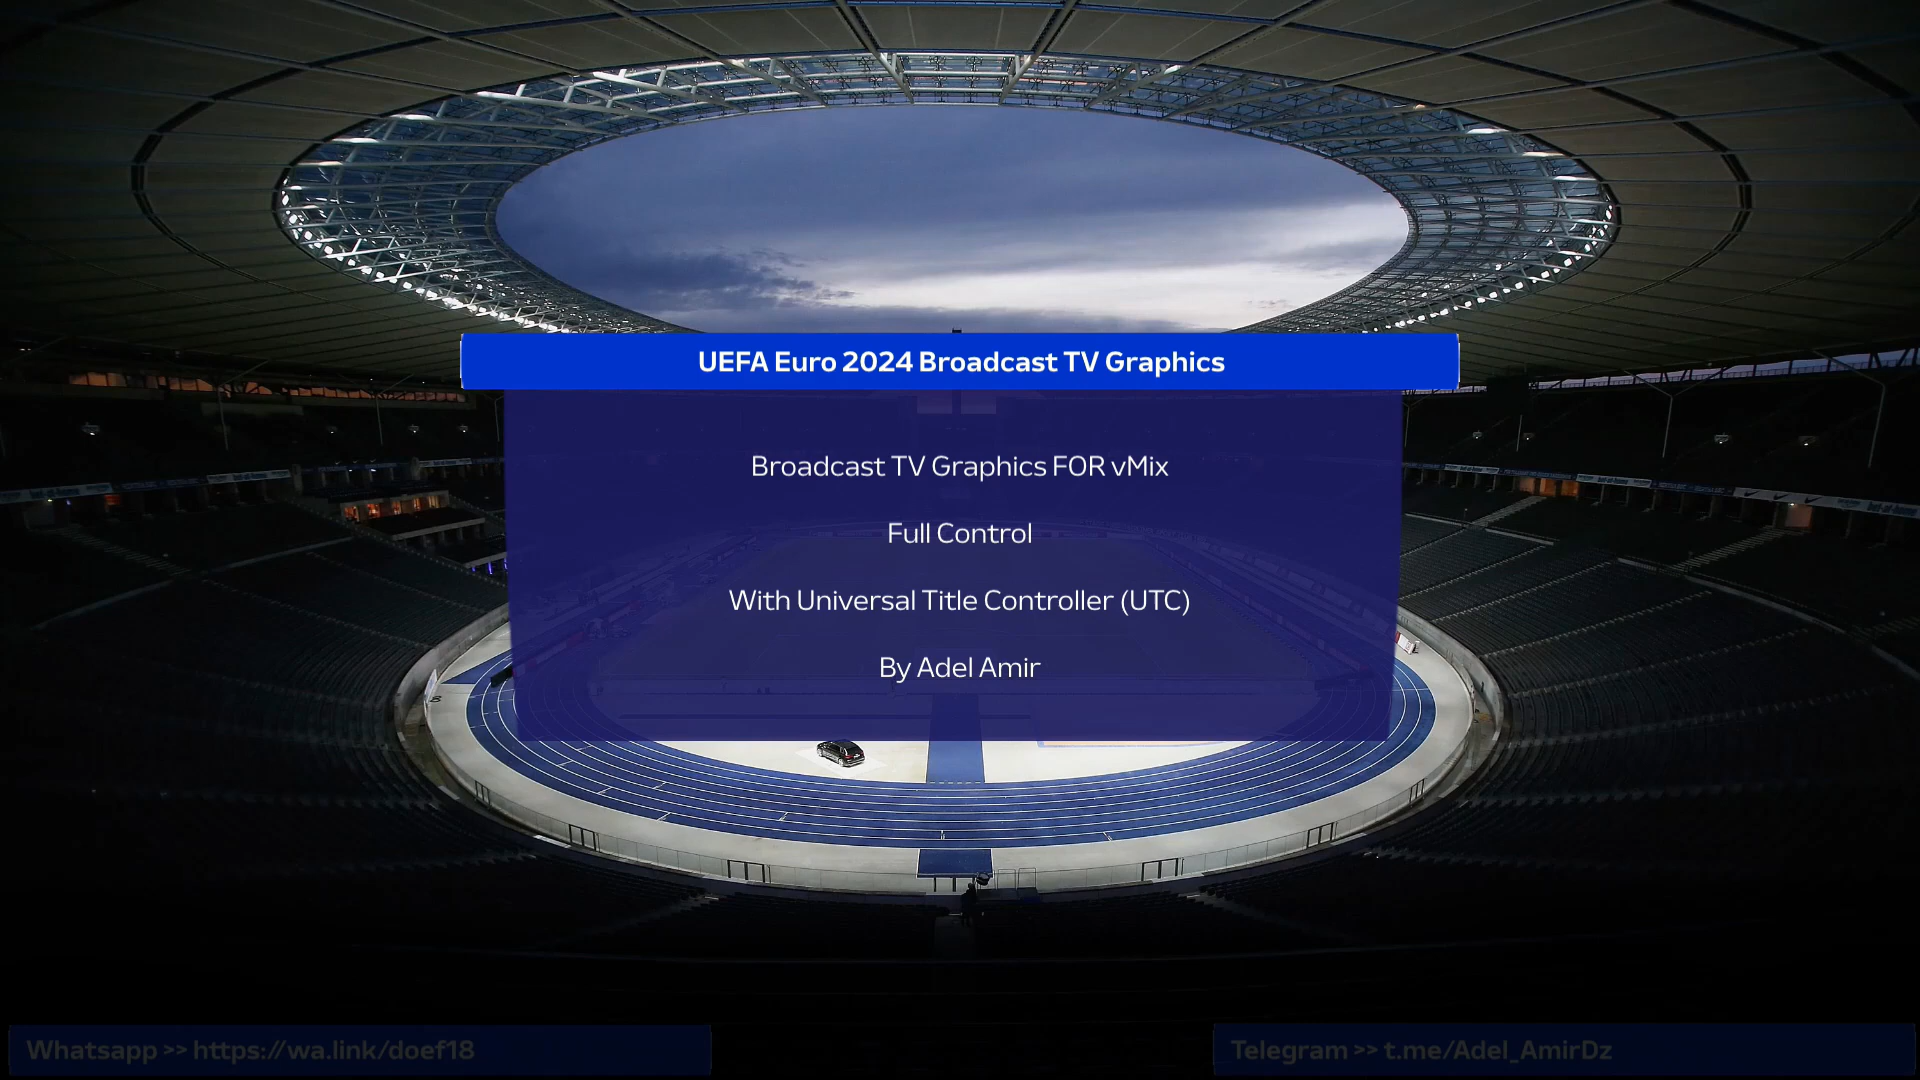 UEFA Euro 2024 Broadcast TV Graphics
Broadcast TV Graphics FOR vMix
Full Control
With Universal Title Controller (UTC)
By Adel Amir
Whatsapp >> https://wa.link/doef18
Telegram >> t.me/Adel_AmirDz